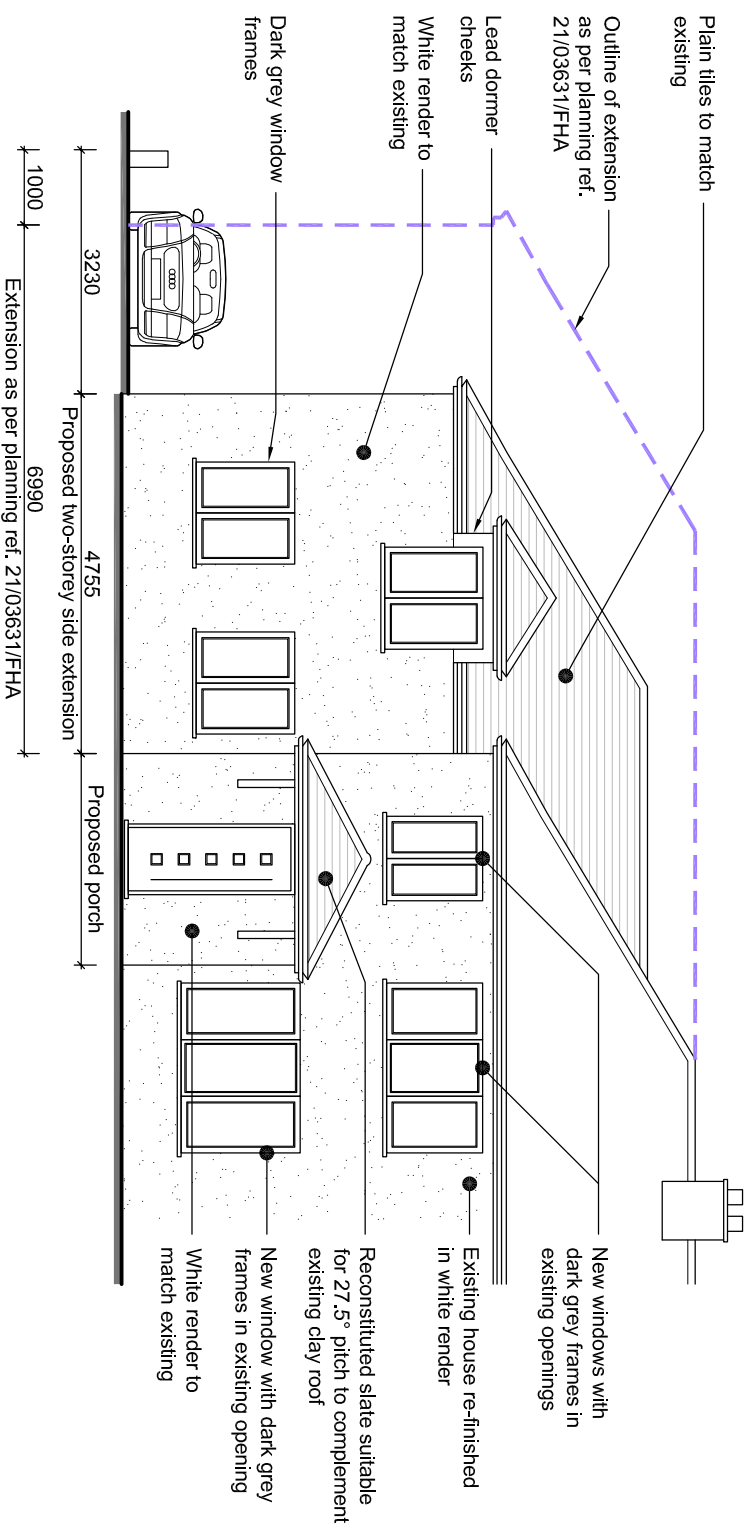 Plain tiles to match
existing
Outline of extension
as per planning ref.
21/03631/FHA
Lead dormer
cheeks
White render to
match existing
Dark grey window
frames
New windows with
dark grey frames in
existing openings
Existing house re-finished
in white render
Reconstituted slate suitable
for 27.5° pitch to complement
existing clay roof
New window with dark grey
frames in existing opening
White render to
match existing
3230
4755
Proposed two-storey side extension
Proposed porch
1000
6990
Extension as per planning ref. 21/03631/FHA